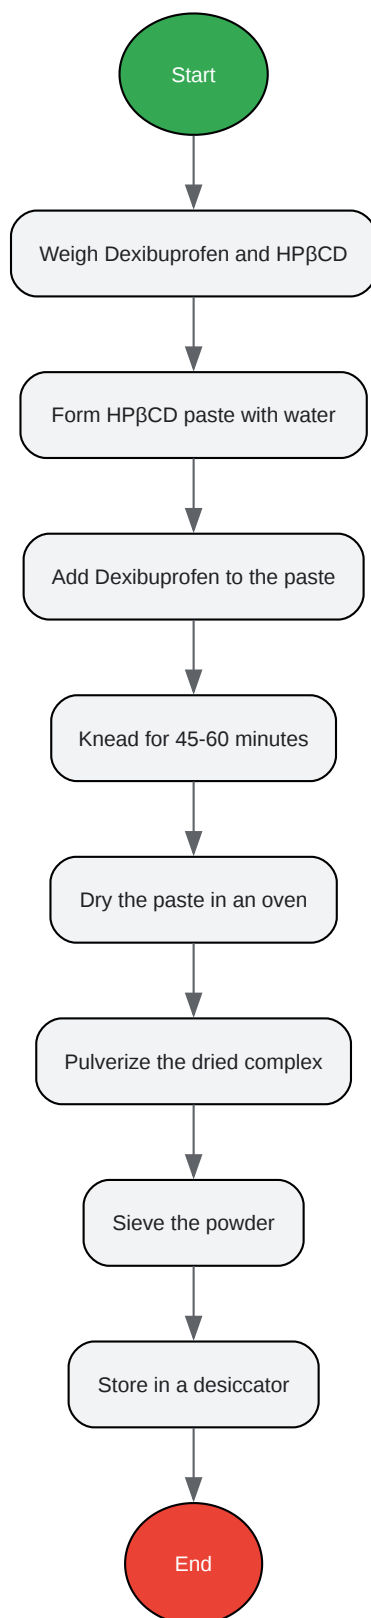 Start
Weigh Dexibuprofen and HPβCD
Form HPβCD paste with water
Add Dexibuprofen to the paste
Knead for 45-60 minutes
Dry the paste in an oven
Pulverize the dried complex
Sieve the powder
Store in a desiccator
End